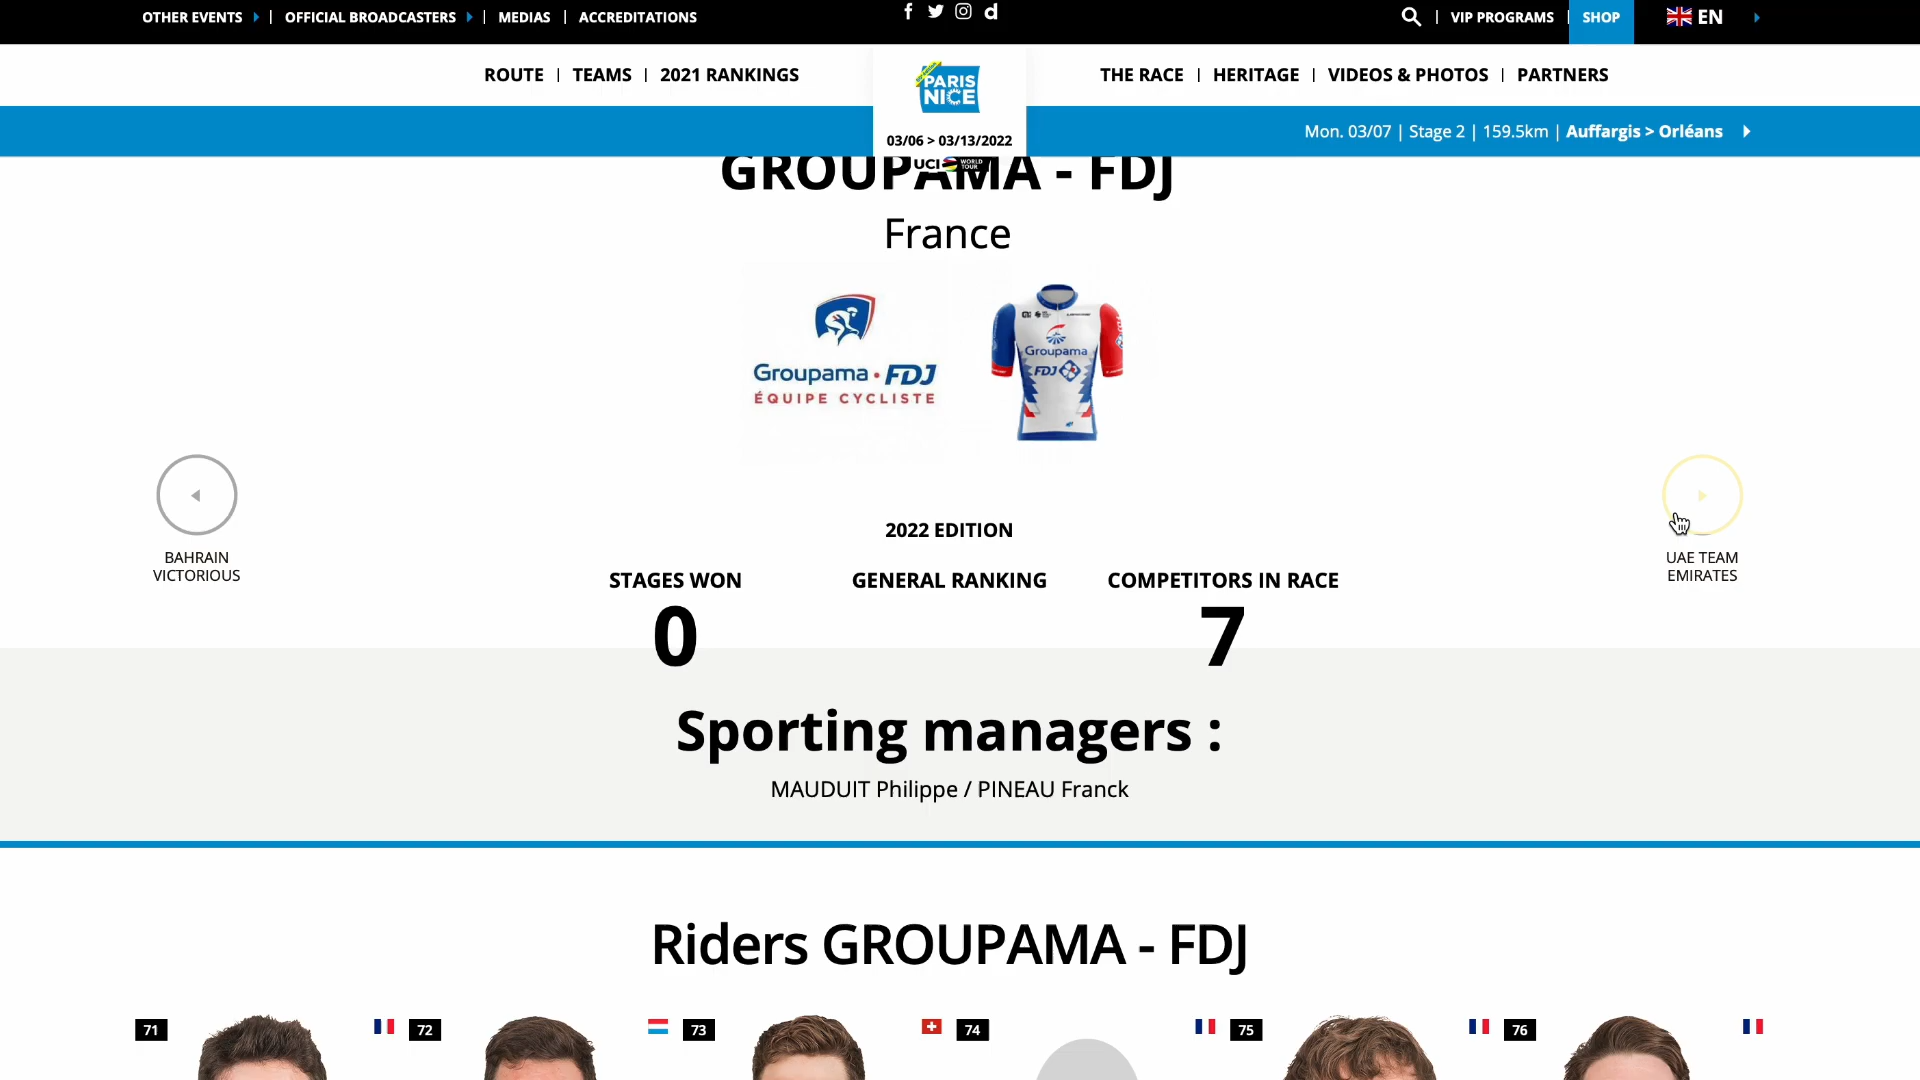 OTHER EVENTS | OFFICIAL BROADCASTERS | MEDIAS | ACCREDITATIONS
VIP PROGRAMS | SHOP EN
ROUTE | TEAMS | 2021 RANKINGS
PARIS
NICE
THE RACE | HERITAGE | VIDEOS & PHOTOS | PARTNERS
03/06 > 03/13/2022
UCI WORLD TOUR
Mon. 03/07 | Stage 2 | 159.5km | Auffargis > Orléans
GROUPAMA - FDJ
France
Groupama • FDJ
ÉQUIPE CYCLISTE
Groupama
FDJ
BAHRAIN
VICTORIOUS
UAE TEAM
EMIRATES
2022 EDITION
STAGES WON
0
GENERAL RANKING
COMPETITORS IN RACE
7
Sporting managers :
MAUDUIT Philippe / PINEAU Franck
Riders GROUPAMA - FDJ
71
72
73
74
75
76